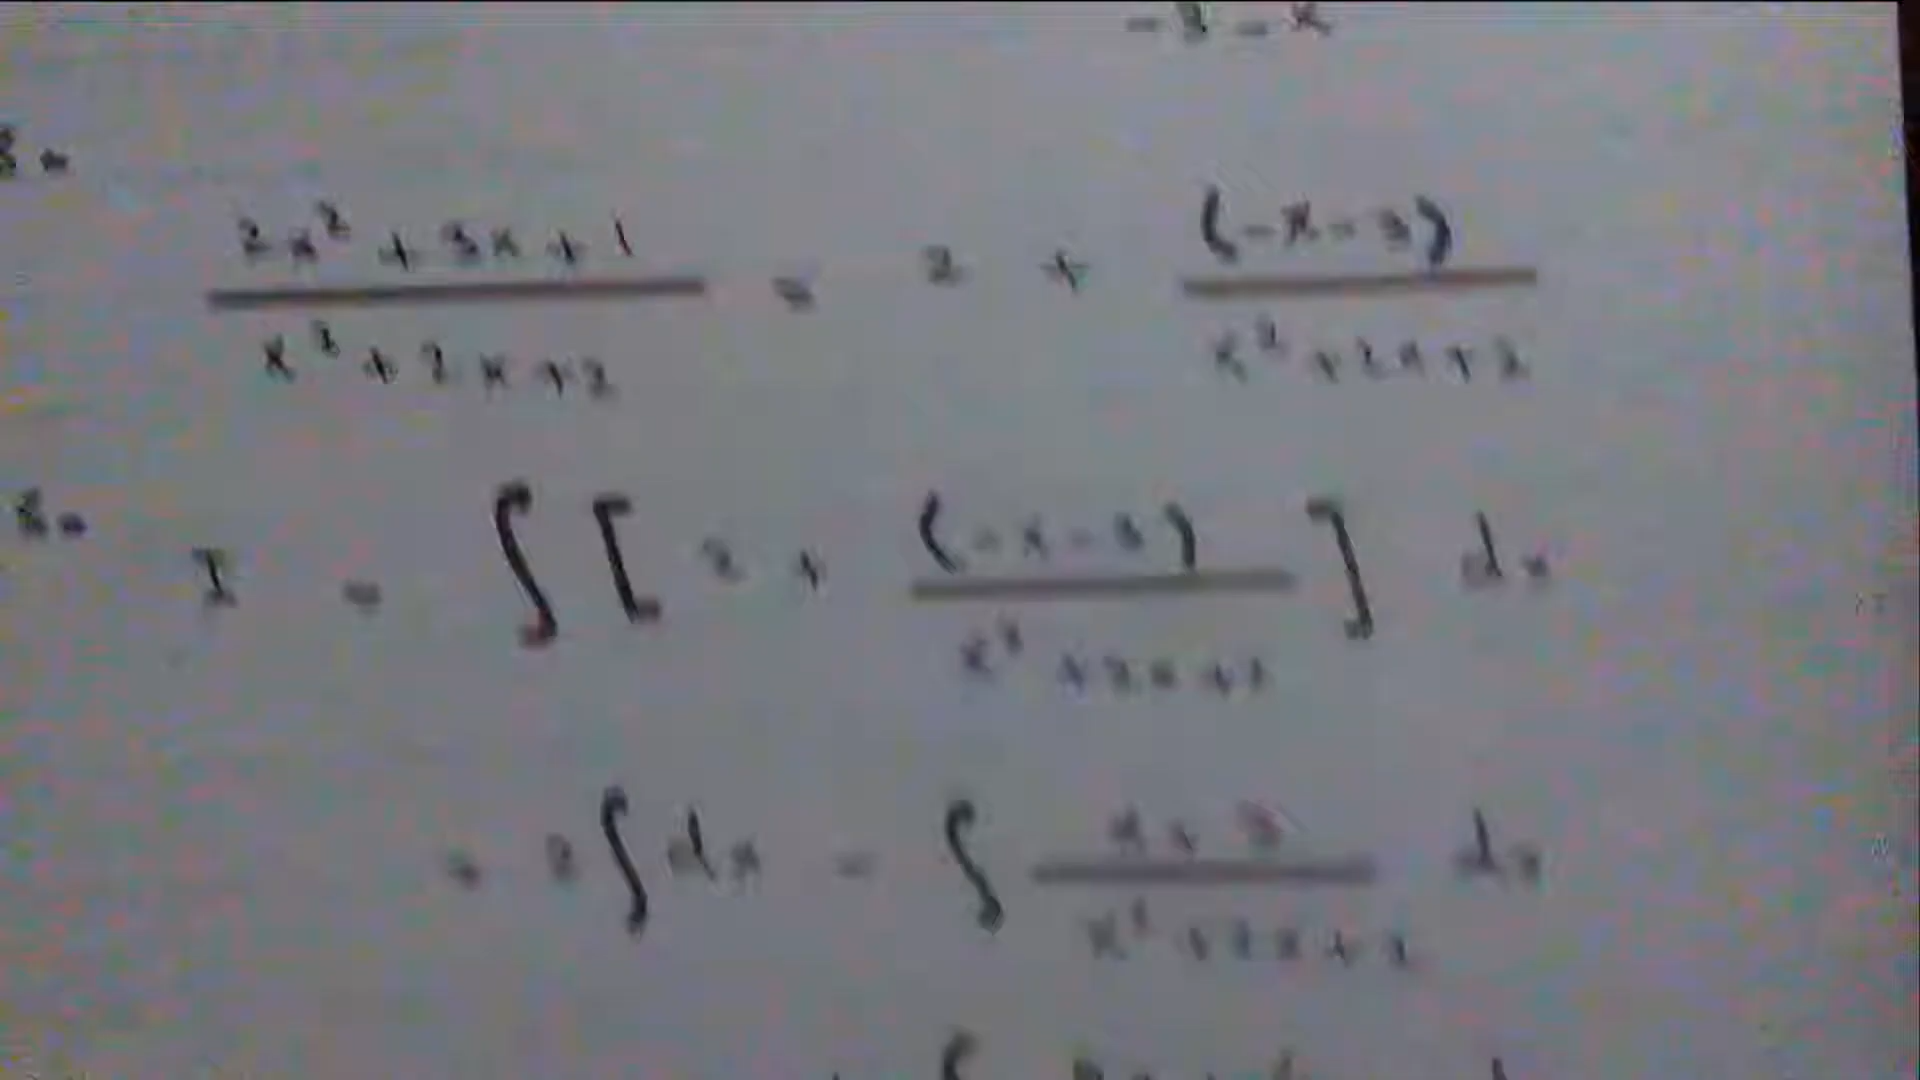 -3-x
2x² + 3x + 1 / x² + 2x + 2 = 2 + (-x-3) / x² + 2x + 2
I = ∫ [ 2 + (-x-3) / x² + 2x + 2 ] dx
= 2 ∫ dx - ∫ x + 3 / x² + 2x + 2 dx